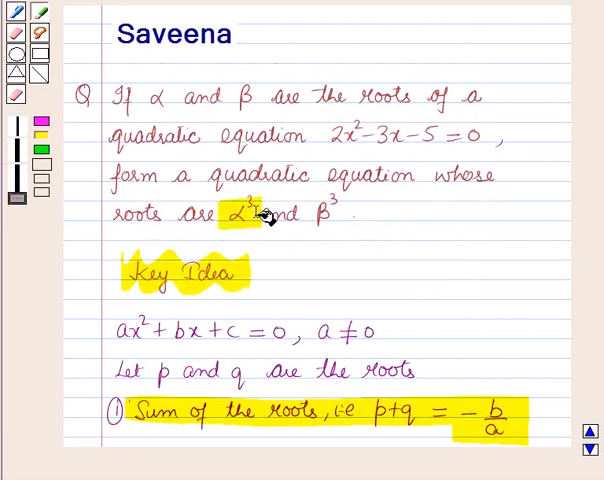 Saveena
Q If α and β are the roots of a
quadratic equation 2x²-3x-5=0,
form a quadratic equation whose
roots are α³ and β³.
Key Idea
ax²+bx+c=0, a≠0
Let p and q are the roots
① Sum of the roots, i.e p+q = - b/a